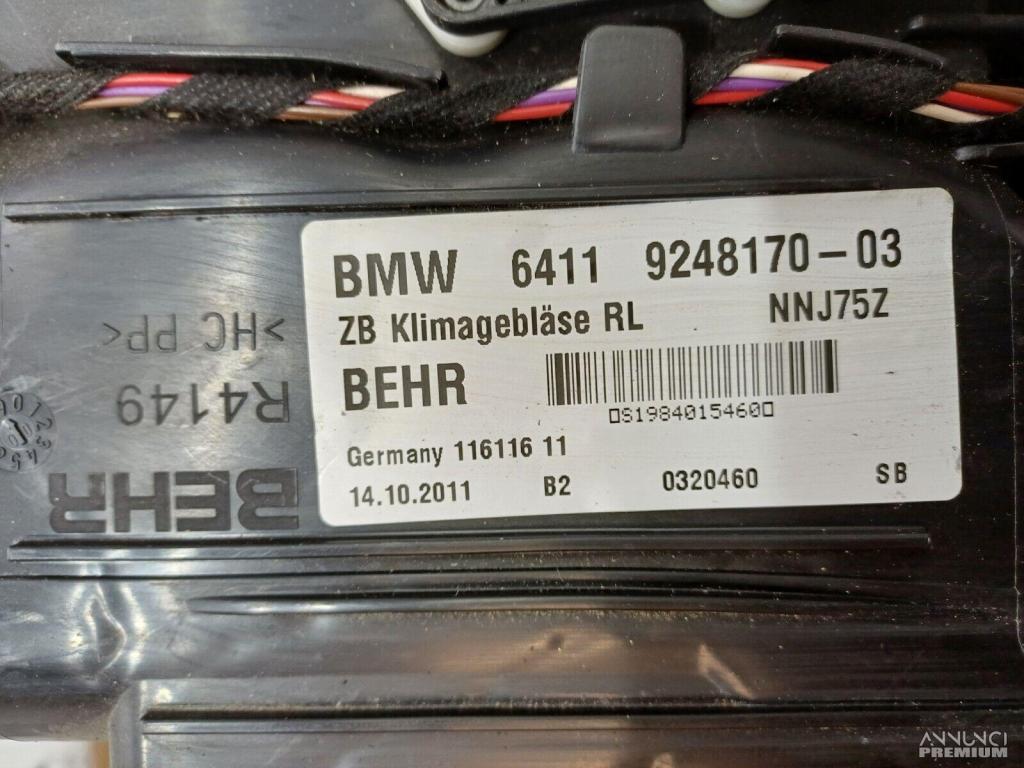 BMW 6411 9248170-03
ZB Klimagebläse RL NNJ75Z
BEHR
S1984015460
Germany 116116 11
14.10.2011 B2 0320460 SB
>HC PP<
R4149
BEHR
ANNUNCI
PREMIUM